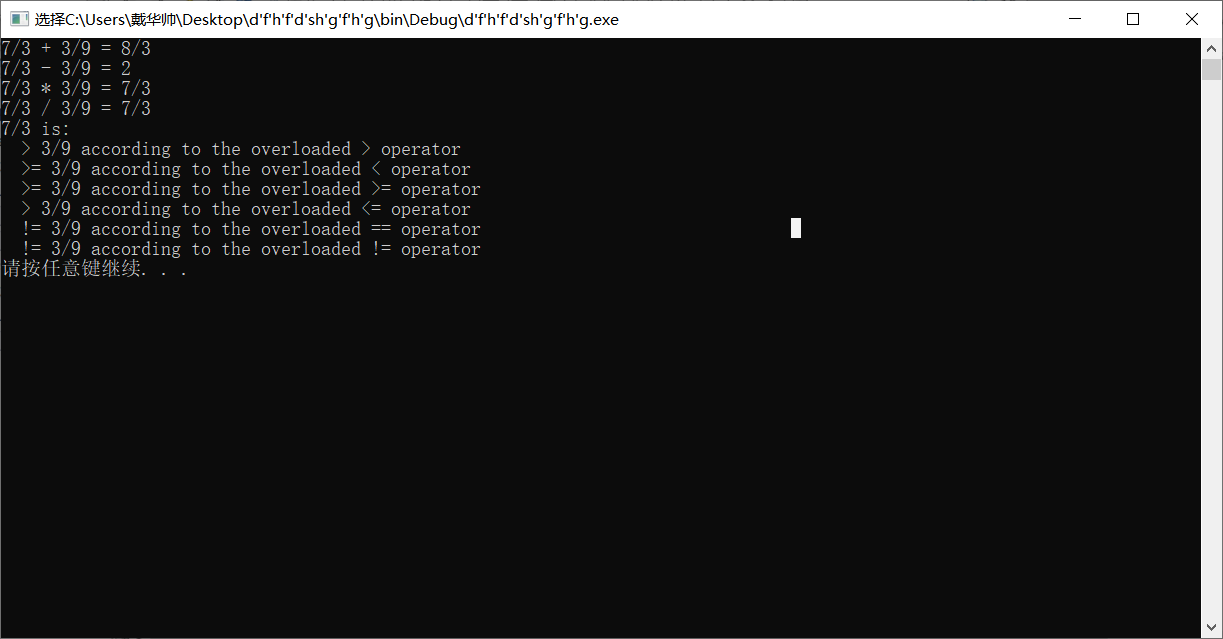 选择C:\Users\戴华帅\Desktop\d'f'h'f'd'sh'g'f'h'g\bin\Debug\d'f'h'f'd'sh'g'f'h'g.exe
7/3 + 3/9 = 8/3
7/3 - 3/9 = 2
7/3 * 3/9 = 7/3
7/3 / 3/9 = 7/3
7/3 is:
  > 3/9 according to the overloaded > operator
  >= 3/9 according to the overloaded < operator
  >= 3/9 according to the overloaded >= operator
  > 3/9 according to the overloaded <= operator
  != 3/9 according to the overloaded == operator
  != 3/9 according to the overloaded != operator
请按任意键继续. . .